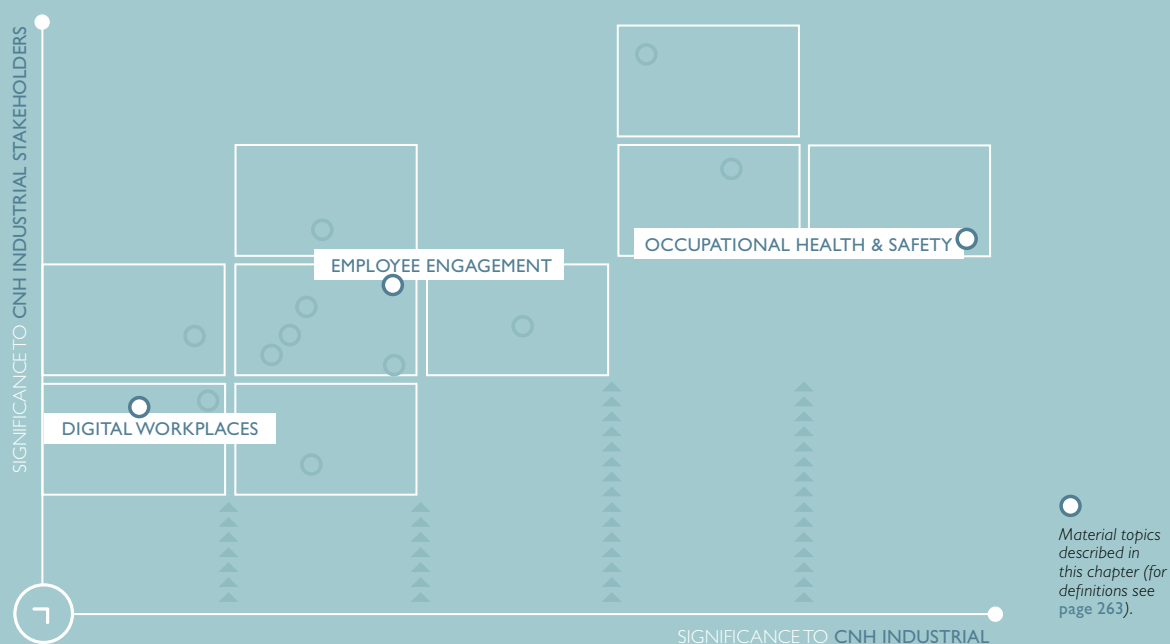 SIGNIFICANCE TO CNH INDUSTRIAL STAKEHOLDERS
EMPLOYEE ENGAGEMENT
OCCUPATIONAL HEALTH & SAFETY
DIGITAL WORKPLACES
Material topics
described in
this chapter (for
definitions see
page 263).
SIGNIFICANCE TO CNH INDUSTRIAL